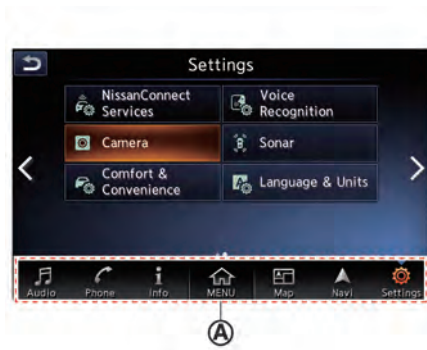 Settings
NissanConnect
Services
Voice
Recognition
Camera
Sonar
Comfort &
Convenience
Language & Units
Audio
Phone
Info
MENU
Map
Navi
Settings
A